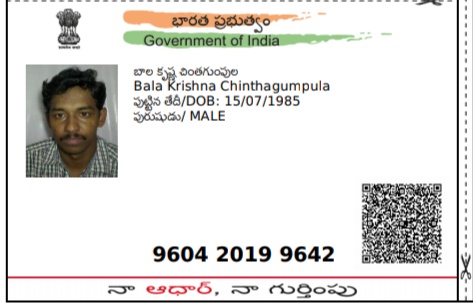 భారత ప్రభుత్వం
Government of India
బాల కృష్ణ చింతగుంపుల
Bala Krishna Chinthagumpula
పుట్టిన తేదీ/DOB: 15/07/1985
పురుషుడు/ MALE
9604 2019 9642
నా ఆధార్, నా గుర్తింపు